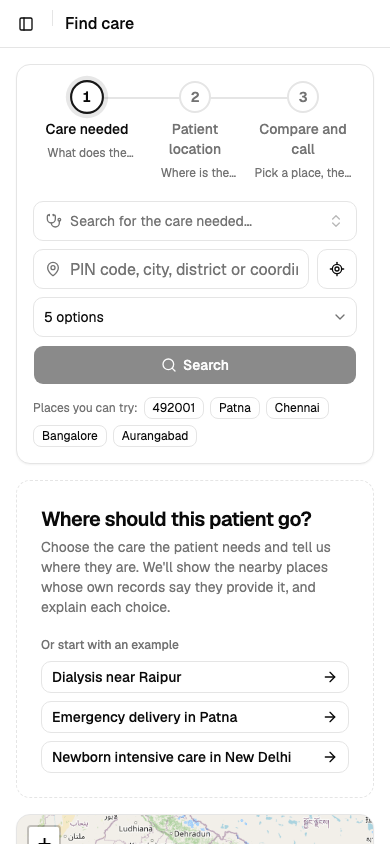 Find care
1
2
3
Care needed
Patient location
Compare and call
What does the...
Where is the...
Pick a place, the...
Search for the care needed...
PIN code, city, district or coordin
5 options
Search
Places you can try: 492001 Patna Chennai
Bangalore Aurangabad
Where should this patient go?
Choose the care the patient needs and tell us
where they are. We'll show the nearby places
whose own records say they provide it, and
explain each choice.
Or start with an example
Dialysis near Raipur
Emergency delivery in Patna
Newborn intensive care in New Delhi
+
Ludhiana
Dehradun
ملتان